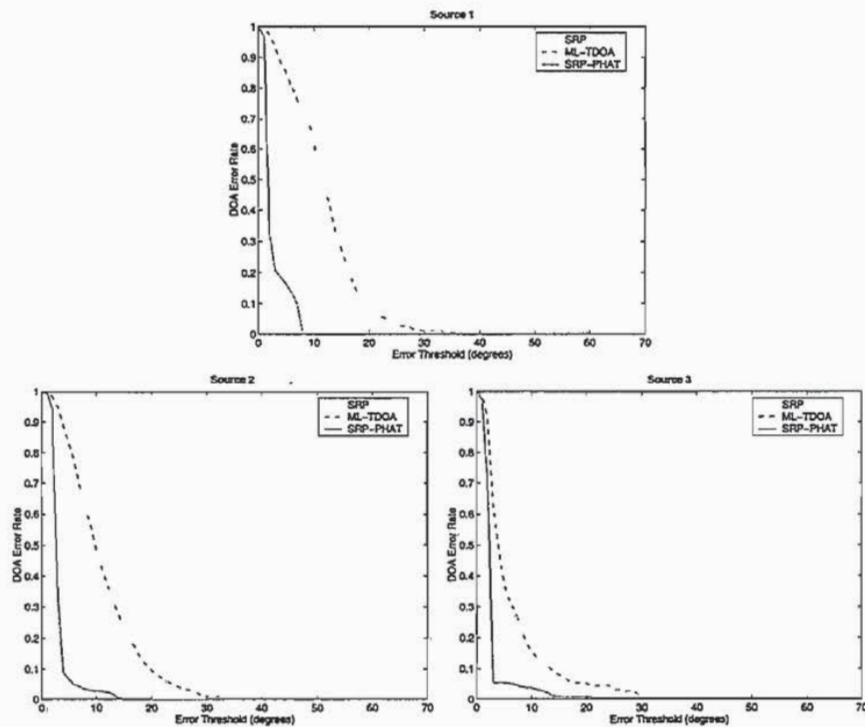 Source 1
SRP
ML-TDOA
SRP-PHAT
1
0.9
0.8
0.7
0.6
0.5
0.4
0.3
0.2
0.1
0
DOA Error Rate
0 10 20 30 40 50 60 70
Error Threshold (degrees)
Source 2
SRP
ML-TDOA
SRP-PHAT
1
0.9
0.8
0.7
0.6
0.5
0.4
0.3
0.2
0.1
0
DOA Error Rate
0 10 20 30 40 50 60 70
Error Threshold (degrees)
Source 3
SRP
ML-TDOA
SRP-PHAT
1
0.9
0.8
0.7
0.6
0.5
0.4
0.3
0.2
0.1
0
DOA Error Rate
0 10 20 30 40 50 60 70
Error Threshold (degrees)